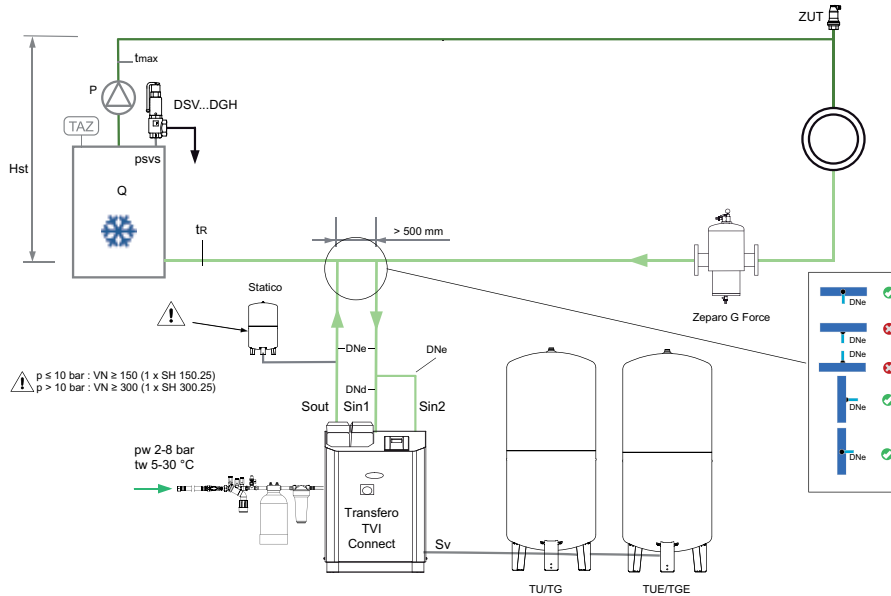 ZUT
tmax
P
DSV...DGH
TAZ
psvs
Hst
Q
tR
> 500 mm
Statico
Zeparo G Force
DNe
DNe
DNe
DNe
DNe
DNe
DNe
DNd
p ≤ 10 bar : VN ≥ 150 (1 x SH 150.25)
p > 10 bar : VN ≥ 300 (1 x SH 300.25)
Sout
Sin1
Sin2
pw 2-8 bar
tw 5-30 °C
Transfero
TVI
Connect
Sv
TU/TG
TUE/TGE